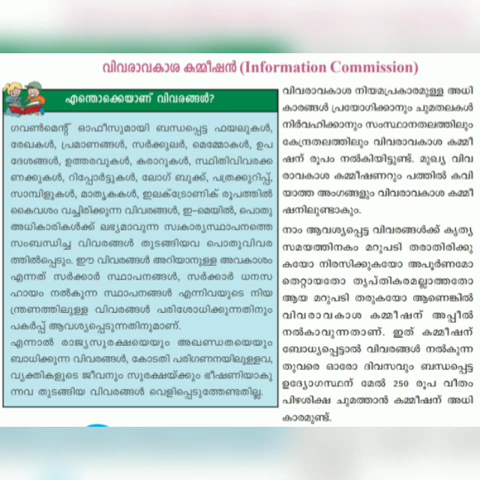 വിവരാവകാശ കമ്മീഷൻ (Information Commission)
എന്തൊക്കെയാണ് വിവരങ്ങൾ?
ഗവൺമെന്റ് ഓഫീസുമായി ബന്ധപ്പെട്ട ഫയലുകൾ,
രേഖകൾ, പ്രമാണങ്ങൾ, സർക്കുലർ, മെമ്മോകൾ, ഉപ
ദേശങ്ങൾ, ഉത്തരവുകൾ, കരാറുകൾ, സ്ഥിതിവിവരക്ക
ണക്കുകൾ, റിപ്പോർട്ടുകൾ, ലോഗ് ബുക്ക്, പത്രക്കുറിപ്പ്,
സാമ്പിളുകൾ, മാതൃകകൾ, ഇലക്ട്രോണിക് രൂപത്തിൽ
കൈവശം വച്ചിരിക്കുന്ന വിവരങ്ങൾ, ഇ-മെയിൽ, പൊതു
അധികാരികൾക്ക് ലഭ്യമാവുന്ന സ്വകാര്യസ്ഥാപനത്തെ
സംബന്ധിച്ച വിവരങ്ങൾ തുടങ്ങിയവ പൊതുവിവര
ത്തിൽപ്പെടും. ഈ വിവരങ്ങൾ അറിയാനുള്ള അവകാശം
എന്നത് സർക്കാർ സ്ഥാപനങ്ങൾ, സർക്കാർ ധനസ
ഹായം നൽകുന്ന സ്ഥാപനങ്ങൾ എന്നിവയുടെ നിയ
ന്ത്രണത്തിലുള്ള വിവരങ്ങൾ പരിശോധിക്കുന്നതിനും
പകർപ്പ് ആവശ്യപ്പെടുന്നതിനുമാണ്.
എന്നാൽ രാജ്യസുരക്ഷയെയും അഖണ്ഡതയെയും
ബാധിക്കുന്ന വിവരങ്ങൾ, കോടതി പരിഗണനയിലുള്ളവ,
വ്യക്തികളുടെ ജീവനും സുരക്ഷയ്ക്കും ഭീഷണിയാകു
ന്നവ തുടങ്ങിയ വിവരങ്ങൾ വെളിപ്പെടുത്തേണ്ടതില്ല.
വിവരാവകാശ നിയമപ്രകാരമുള്ള അധി
കാരങ്ങൾ പ്രയോഗിക്കാനും ചുമതലകൾ
നിർവഹിക്കാനും സംസ്ഥാനതലത്തിലും
കേന്ദ്രതലത്തിലും വിവരാവകാശ കമ്മീ
ഷന് രൂപം നൽകിയിട്ടുണ്ട്. മുഖ്യ വിവ
രാവകാശ കമ്മീഷണറും പത്തിൽ കവി
യാത്ത അംഗങ്ങളും വിവരാവകാശ കമ്മീ
ഷനിലുണ്ടാകും.
നാം ആവശ്യപ്പെട്ട വിവരങ്ങൾക്ക് കൃത്യ
സമയത്തിനകം മറുപടി തരാതിരിക്കു
കയോ നിരസിക്കുകയോ അപൂർണമോ
തെറ്റായതോ തൃപ്തികരമല്ലാത്തതോ
ആയ മറുപടി തരുകയോ ആണെങ്കിൽ
വിവരാവകാശ കമ്മീഷന് അപ്പീൽ
നൽകാവുന്നതാണ്. ഇത് കമ്മീഷന്
ബോധ്യപ്പെട്ടാൽ വിവരങ്ങൾ നൽകുന്ന
തുവരെ ഓരോ ദിവസവും ബന്ധപ്പെട്ട
ഉദ്യോഗസ്ഥന് മേൽ 250 രൂപ വീതം
പിഴശിക്ഷ ചുമത്താൻ കമ്മീഷന് അധി
കാരമുണ്ട്.